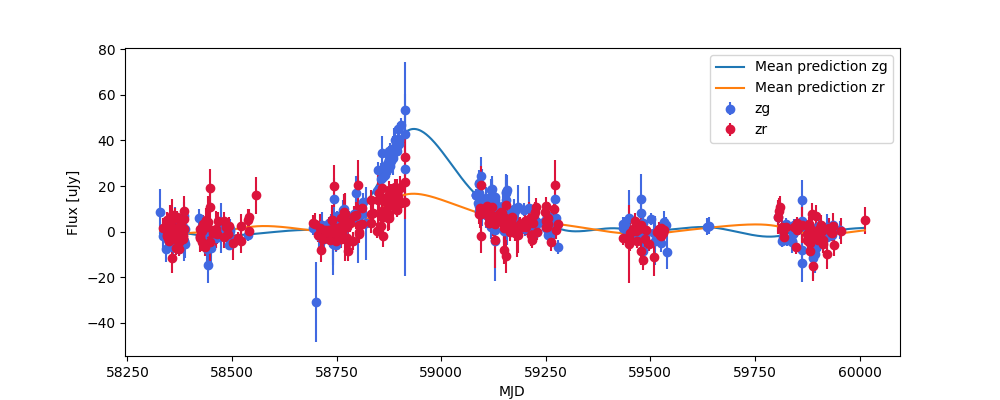 80
60
40
20
0
−20
−40
Flux [uJy]
58250
58500
58750
59000
59250
59500
59750
60000
MJD
Mean prediction zg
Mean prediction zr
zg
zr